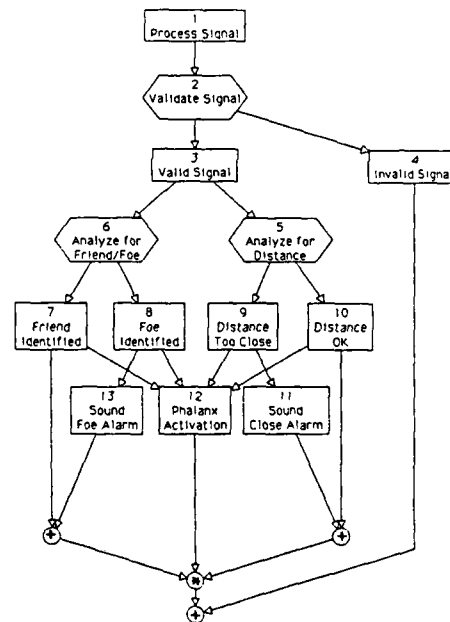 1
Process Signal
2
Validate Signal
3
Valid Signal
4
Invalid Signal
6
Analyze for
Friend/Foe
5
Analyze for
Distance
7
Friend
Identified
8
Foe
Identified
9
Distance
Too Close
10
Distance
OK
13
Sound
Foe Alarm
12
Phalanx
Activation
11
Sound
Close Alarm
+
+
*
+